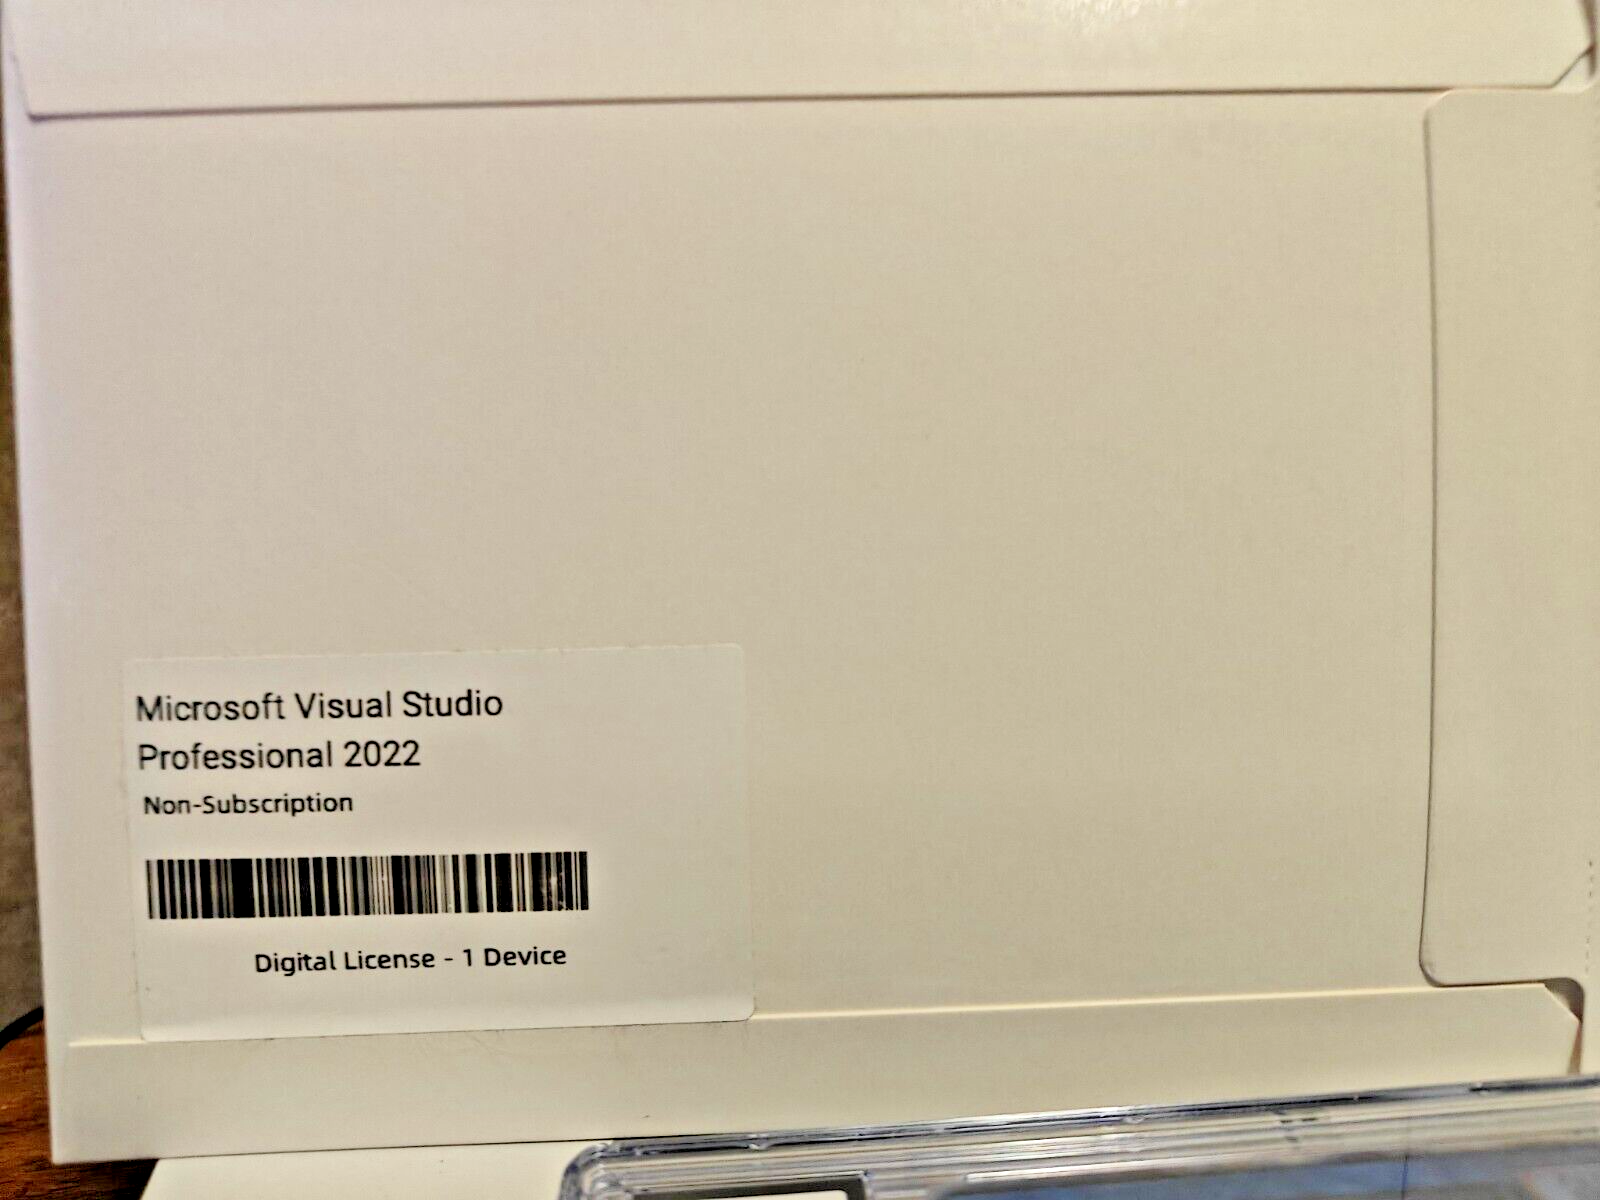 Microsoft Visual Studio
Professional 2022
Non-Subscription
Digital License - 1 Device